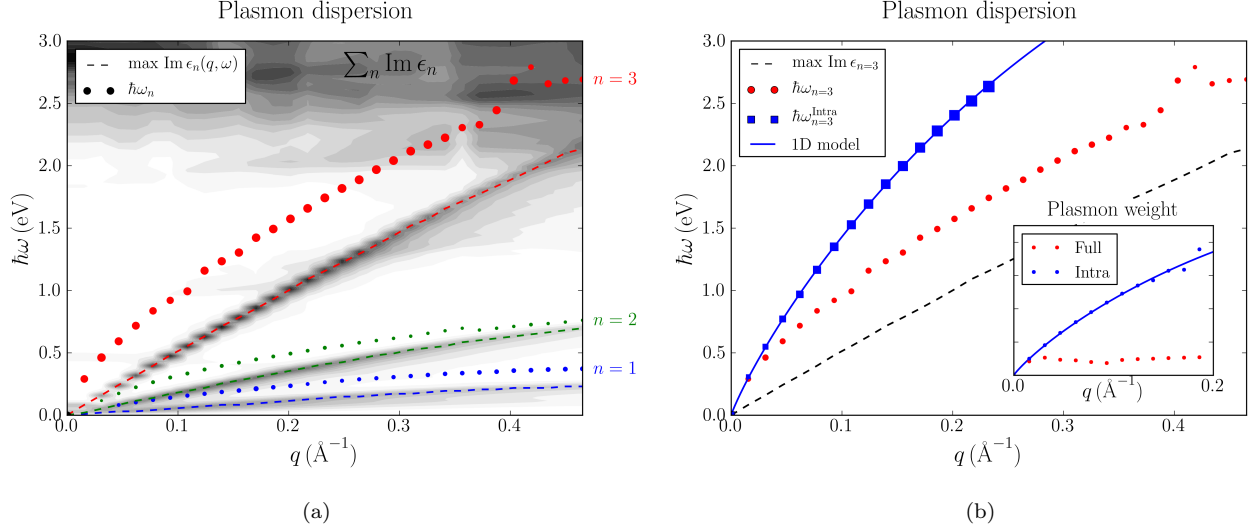 Plasmon dispersion
3.0
2.5
2.0
1.5
1.0
0.5
0.0
ħω (eV)
max Im ϵₙ(q, ω)
ħωₙ
∑ₙ Im ϵₙ
n = 3
n = 2
n = 1
0.0 0.1 0.2 0.3 0.4
q (Å⁻¹)
(a)
Plasmon dispersion
3.0
2.5
2.0
1.5
1.0
0.5
0.0
ħω (eV)
max Im ϵₙ₌₃
ħωₙ₌₃
ħωₙ₌₃ᴵⁿᵗʳᵃ
1D model
Plasmon weight
Full
Intra
0.0 0.2
q (Å⁻¹)
0.0 0.1 0.2 0.3 0.4
q (Å⁻¹)
(b)